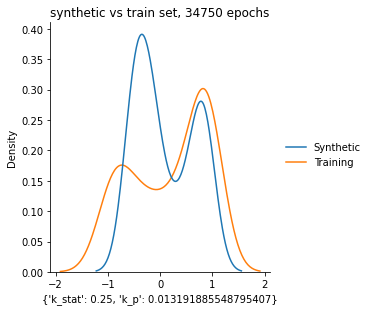 synthetic vs train set, 34750 epochs
0.40
0.35
0.30
0.25
0.20
0.15
0.10
0.05
0.00
Density
−2
−1
0
1
2
{'k_stat': 0.25, 'k_p': 0.013191885548795407}
Synthetic
Training